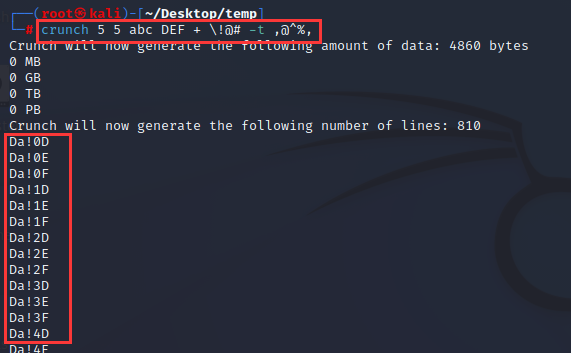 ┌──(root㉿kali)-[~/Desktop/temp]
└─# crunch 5 5 abc DEF + \!@# -t ,@^%,
Crunch will now generate the following amount of data: 4860 bytes
0 MB
0 GB
0 TB
0 PB
Crunch will now generate the following number of lines: 810
Da!0D
Da!0E
Da!0F
Da!1D
Da!1E
Da!1F
Da!2D
Da!2E
Da!2F
Da!3D
Da!3E
Da!3F
Da!4D
Da!4E